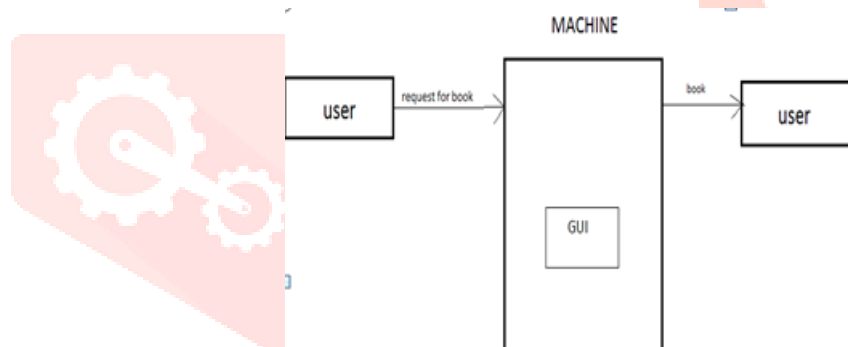 MACHINE
user
request for book
book
user
GUI